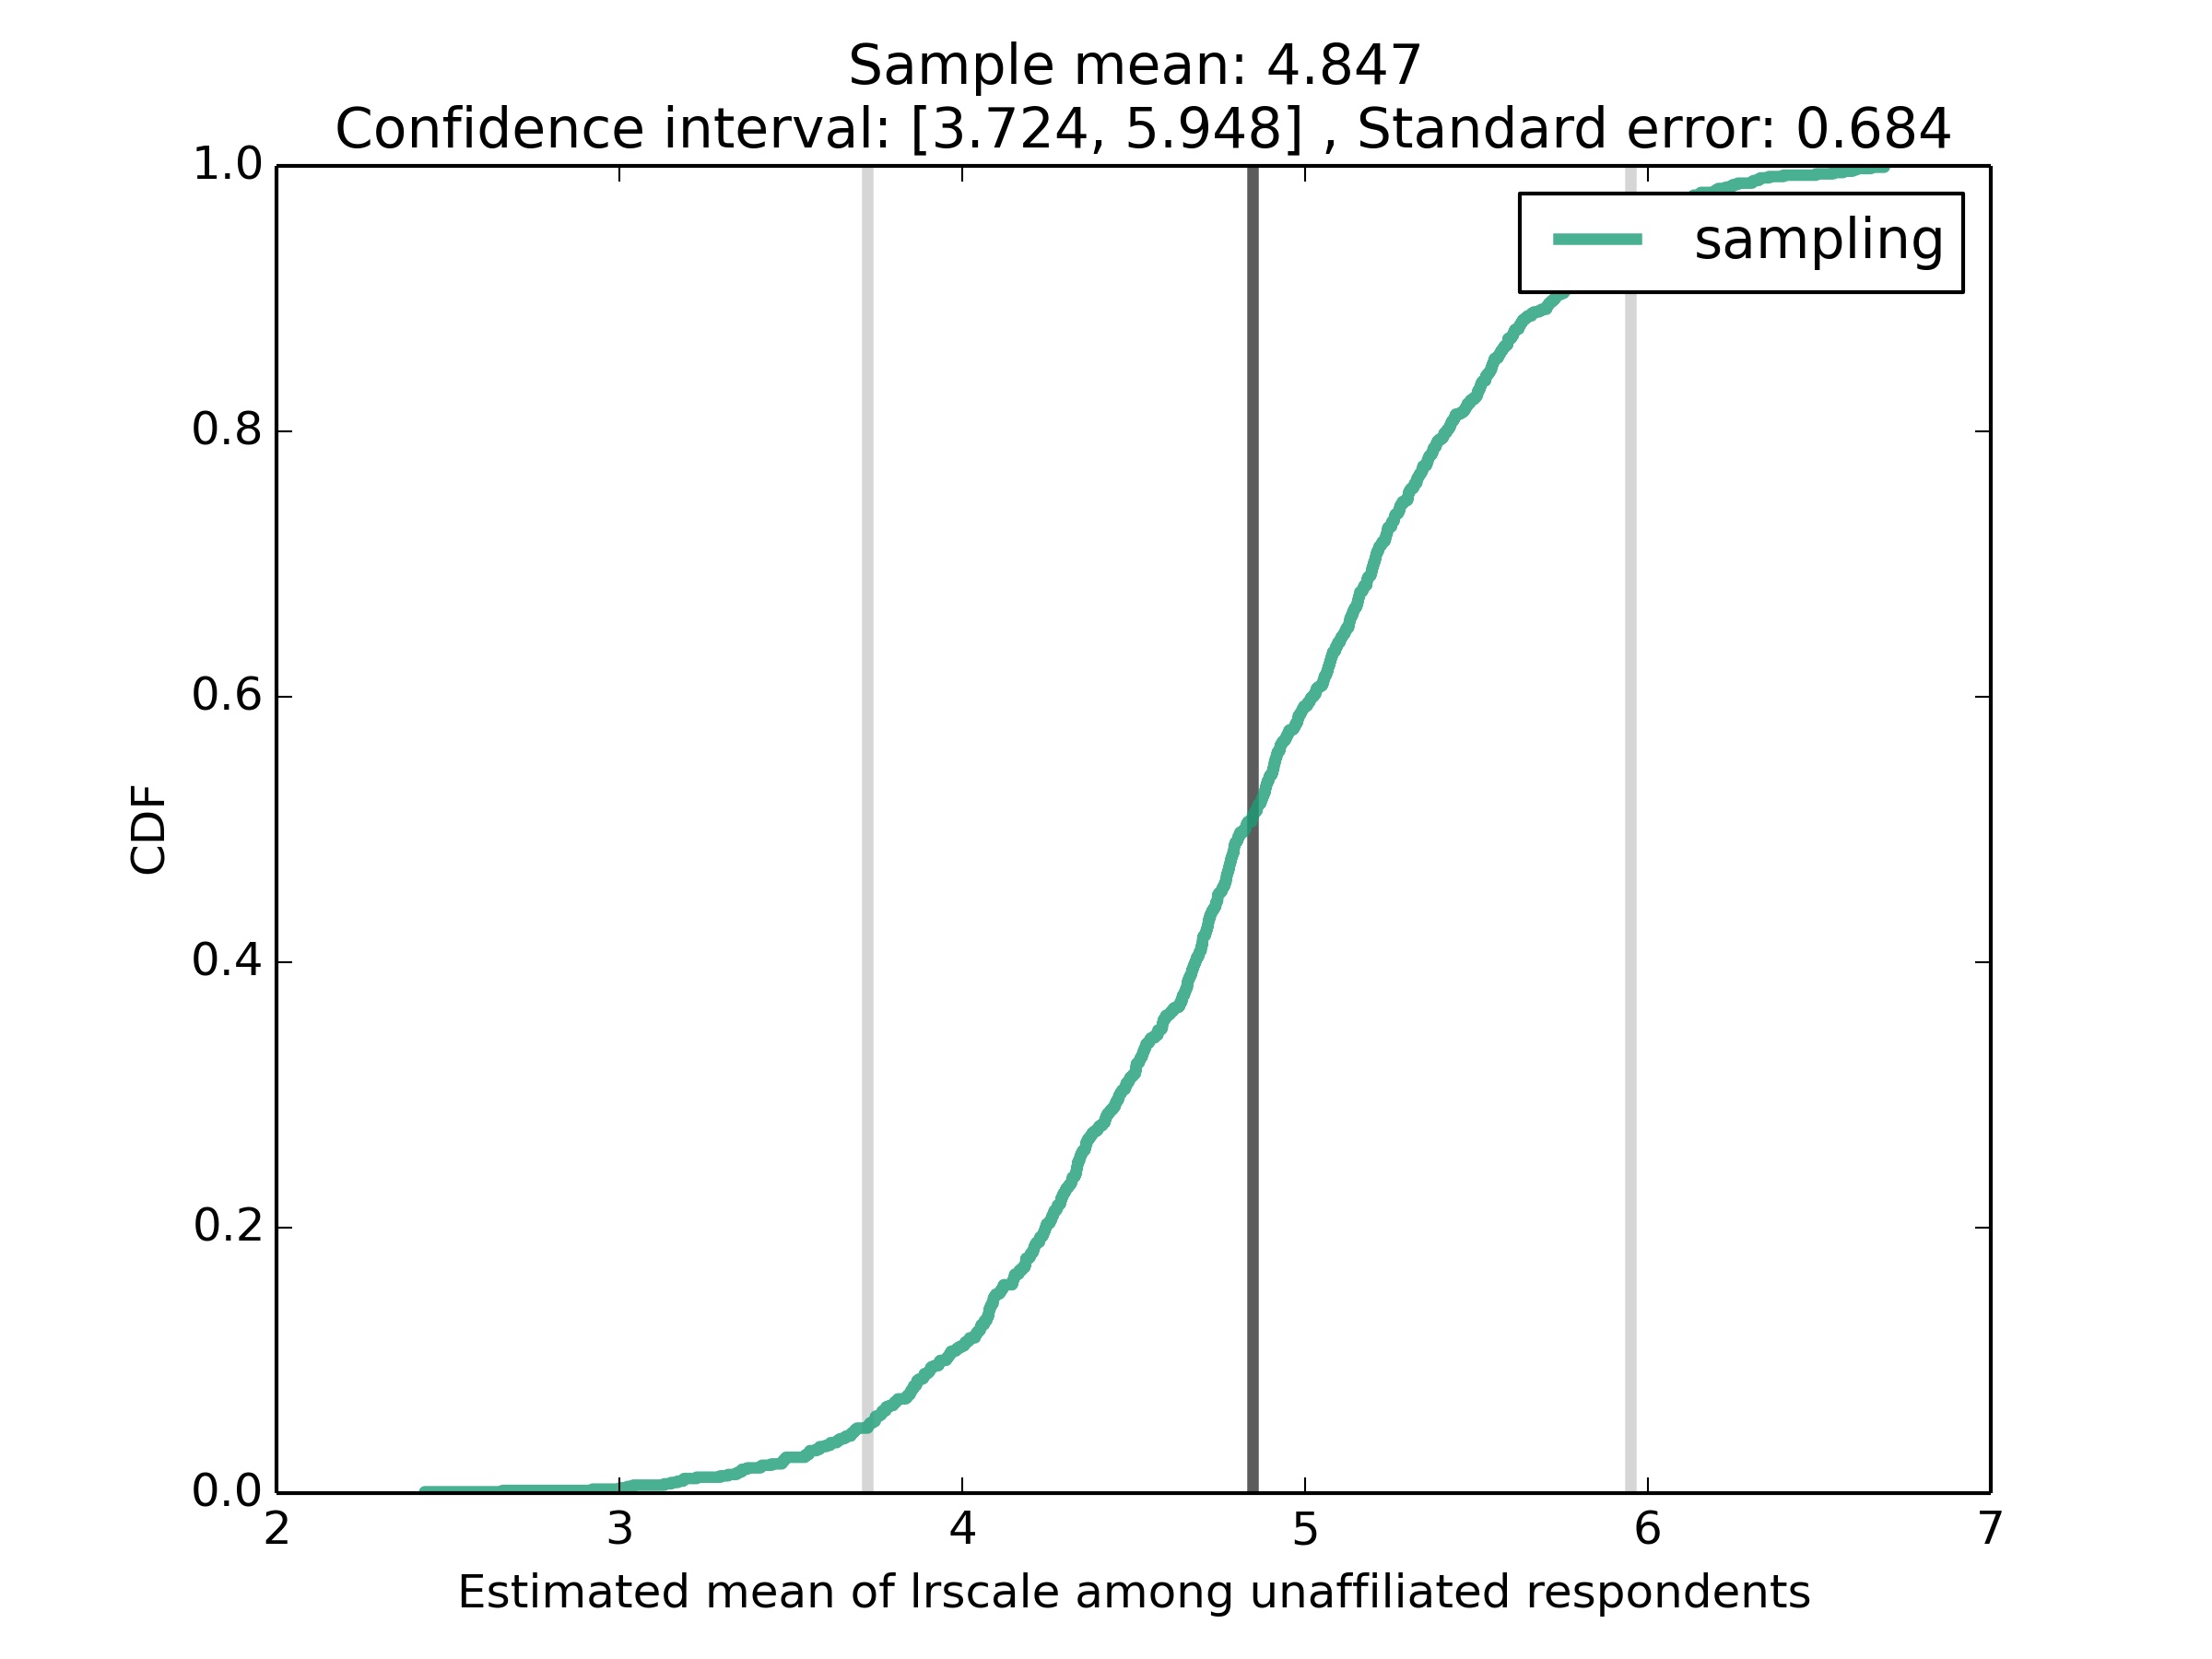 Sample mean: 4.847
Confidence interval: [3.724, 5.948] , Standard error: 0.684
1.0
sampling
0.8
0.6
CDF
0.4
0.2
0.0
2 3 4 5 6 7
Estimated mean of lrscale among unaffiliated respondents